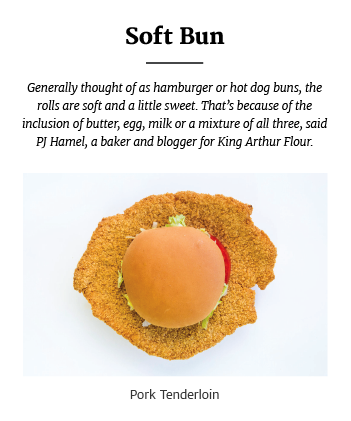 Soft Bun
Generally thought of as hamburger or hot dog buns, the
rolls are soft and a little sweet. That's because of the
inclusion of butter, egg, milk or a mixture of all three, said
PJ Hamel, a baker and blogger for King Arthur Flour.
Pork Tenderloin